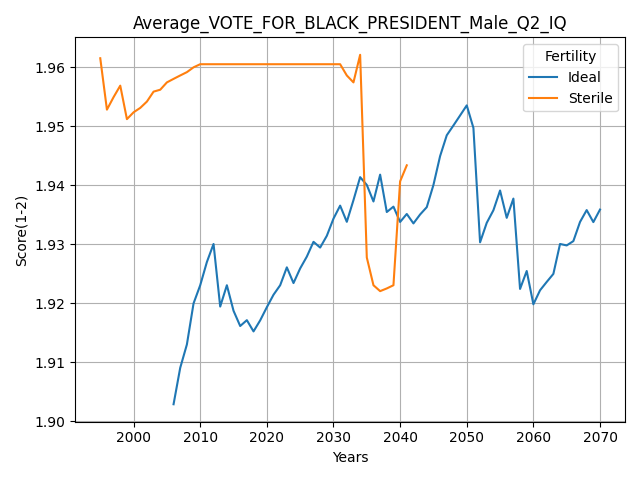 Average_VOTE_FOR_BLACK_PRESIDENT_Male_Q2_IQ
Fertility
Ideal
Sterile
Score(1-2)
1.96
1.95
1.94
1.93
1.92
1.91
1.90
2000 2010 2020 2030 2040 2050 2060 2070
Years